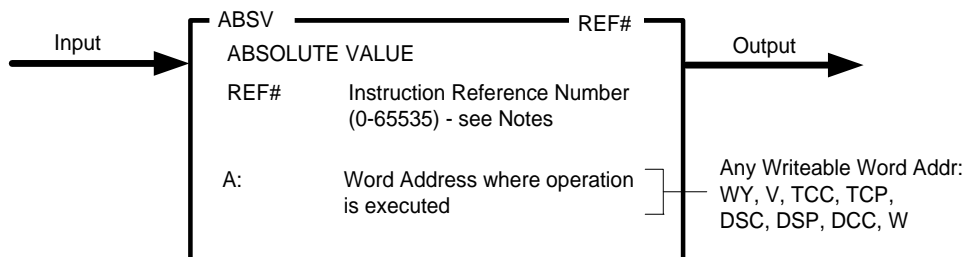 ABSV REF#
Input
Output
ABSOLUTE VALUE
REF# Instruction Reference Number
(0-65535) - see Notes
A: Word Address where operation
is executed
Any Writeable Word Addr:
WY, V, TCC, TCP,
DSC, DSP, DCC, W